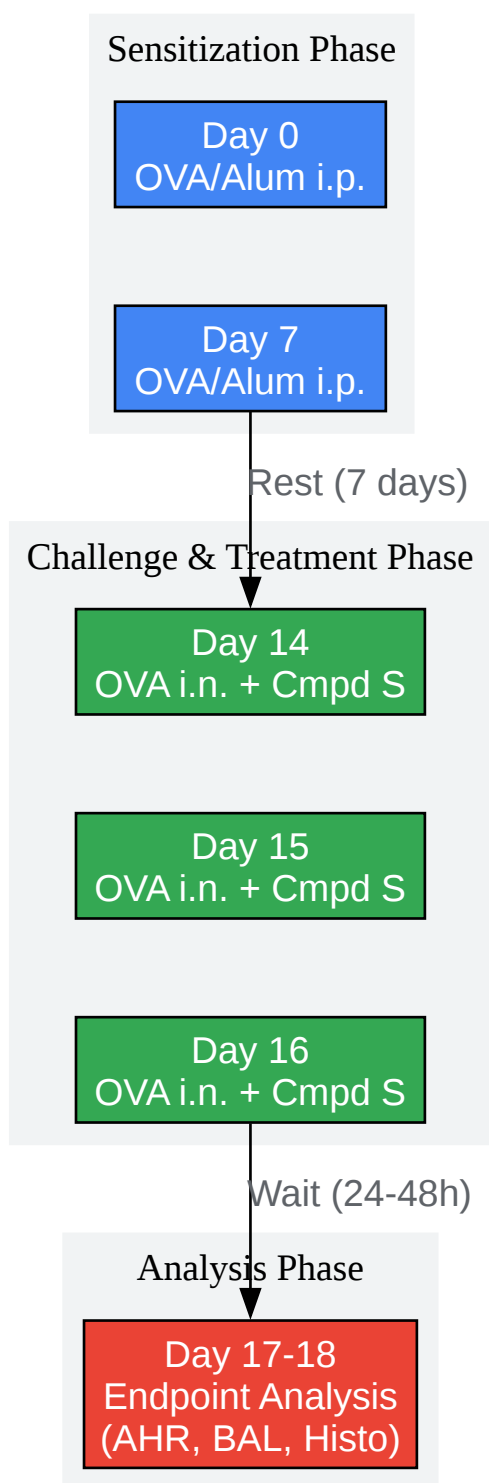 Sensitization Phase
Day 0
OVA/Alum i.p.
Day 7
OVA/Alum i.p.
Rest (7 days)
Challenge & Treatment Phase
Day 14
OVA i.n. + Cmpd S
Day 15
OVA i.n. + Cmpd S
Day 16
OVA i.n. + Cmpd S
Wait (24-48h)
Analysis Phase
Day 17-18
Endpoint Analysis
(AHR, BAL, Histo)